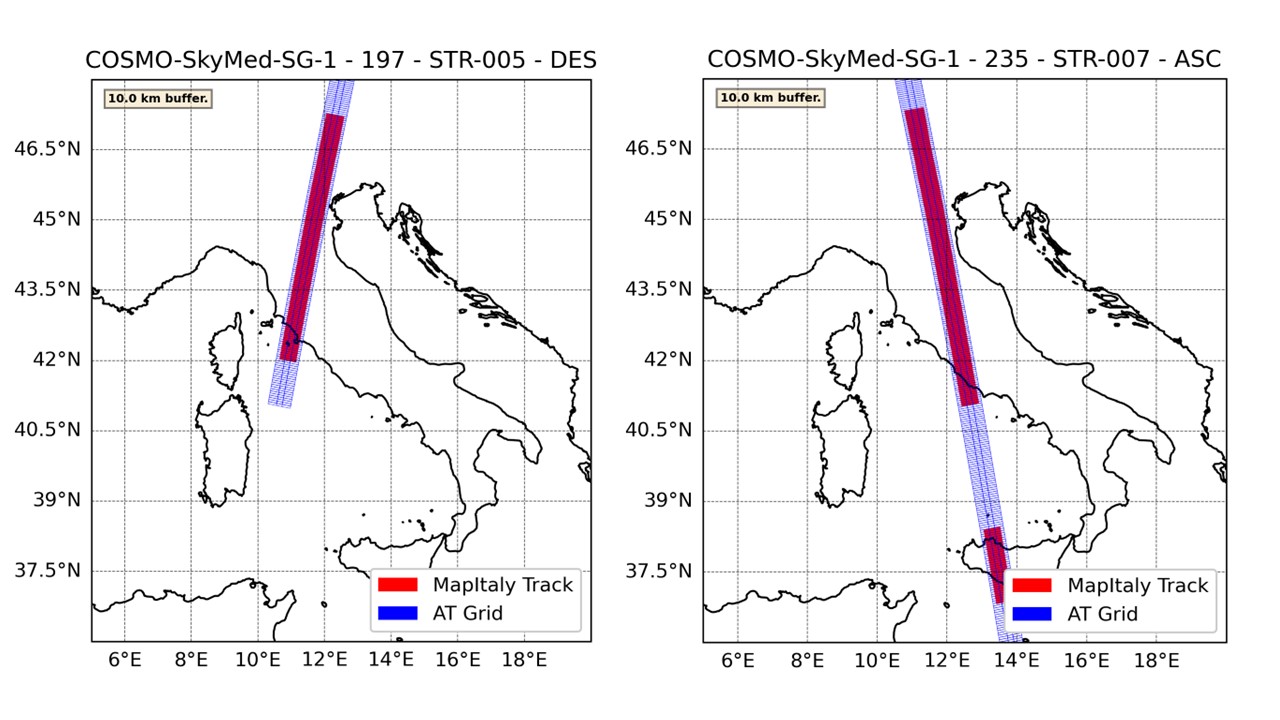 COSMO-SkyMed-SG-1 - 197 - STR-005 - DES
10.0 km buffer.
46.5°N
45°N
43.5°N
42°N
40.5°N
39°N
37.5°N
MapItaly Track
AT Grid
6°E 8°E 10°E 12°E 14°E 16°E 18°E
COSMO-SkyMed-SG-1 - 235 - STR-007 - ASC
10.0 km buffer.
46.5°N
45°N
43.5°N
42°N
40.5°N
39°N
37.5°N
MapItaly Track
AT Grid
6°E 8°E 10°E 12°E 14°E 16°E 18°E